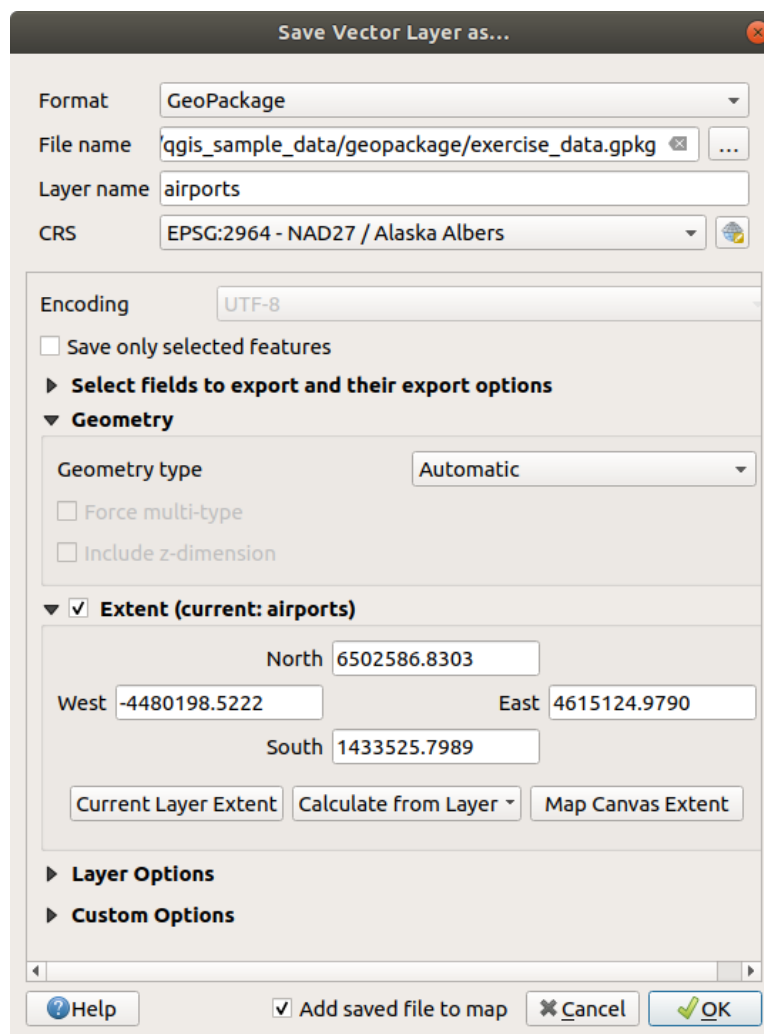 Save Vector Layer as...
Format GeoPackage
File name /qgis_sample_data/geopackage/exercise_data.gpkg ...
Layer name airports
CRS EPSG:2964 - NAD27 / Alaska Albers
Encoding UTF-8
Save only selected features
Select fields to export and their export options
Geometry
Geometry type Automatic
Force multi-type
Include z-dimension
Extent (current: airports)
North 6502586.8303
West -4480198.5222 East 4615124.9790
South 1433525.7989
Current Layer Extent Calculate from Layer Map Canvas Extent
Layer Options
Custom Options
Help Add saved file to map Cancel OK